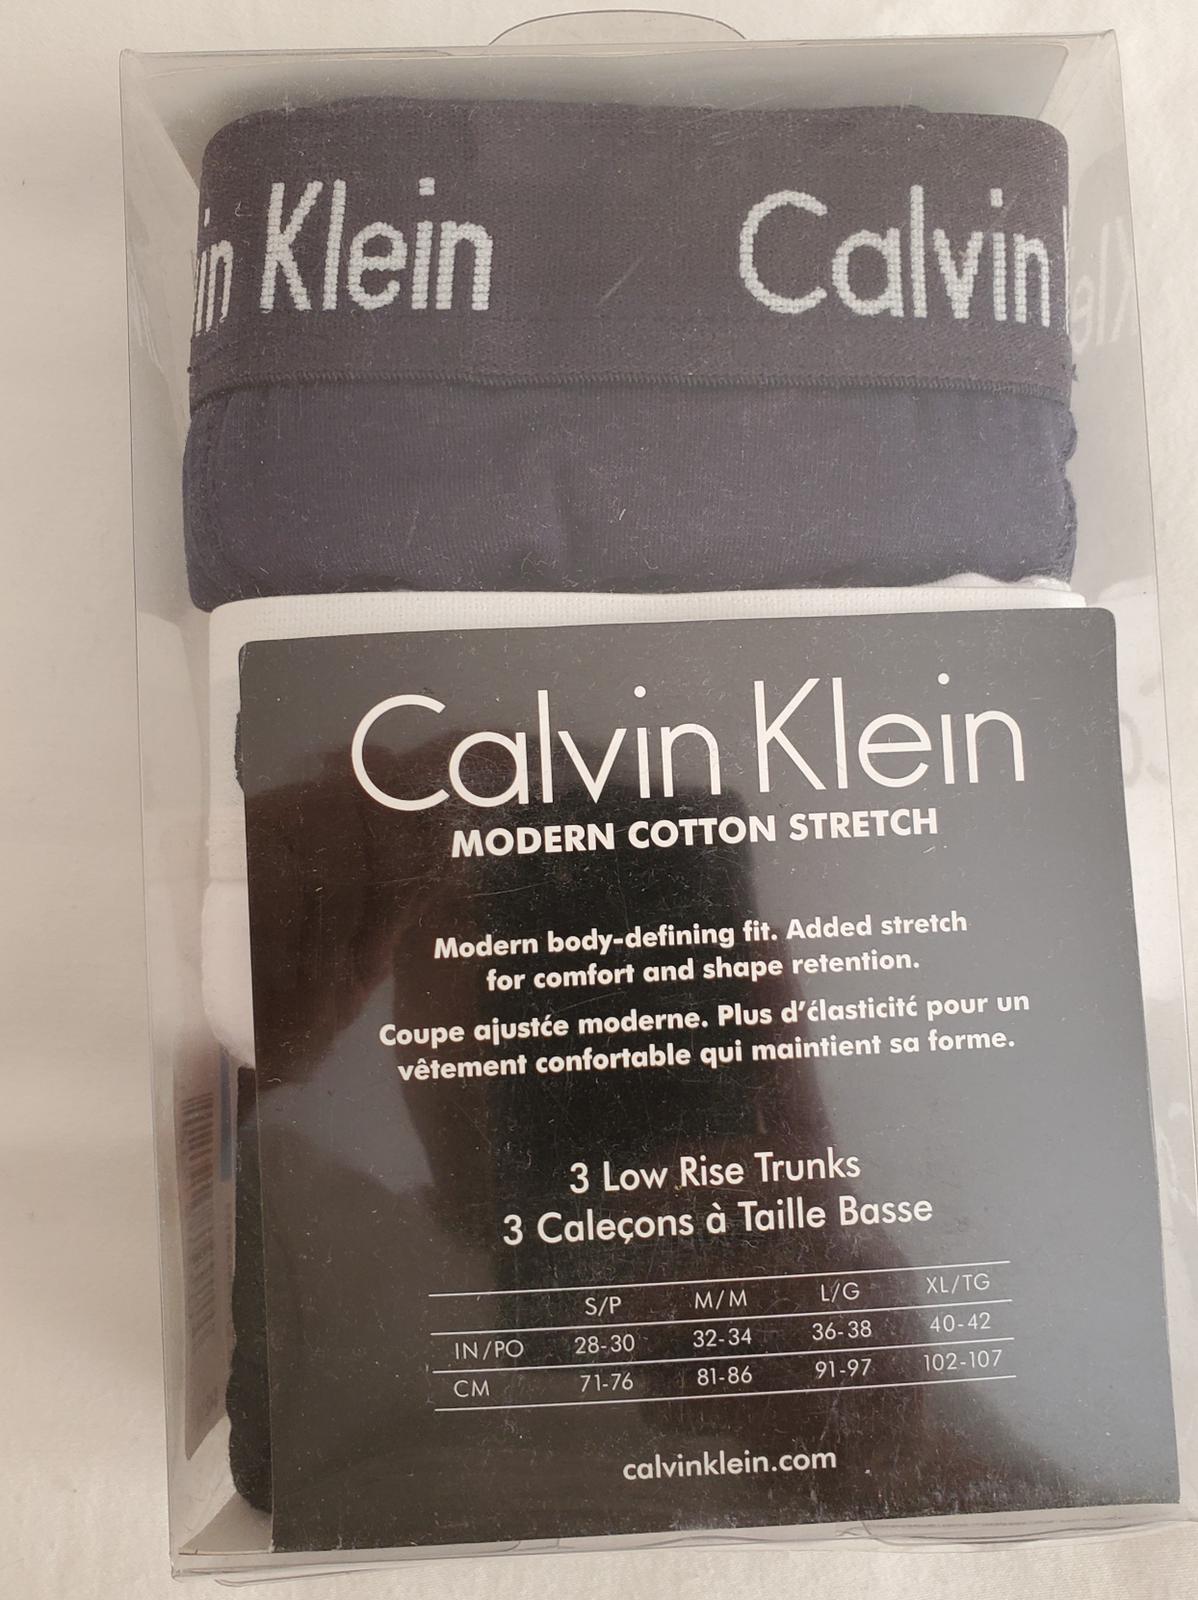 in Klein Calvin
Calvin Klein
MODERN COTTON STRETCH
Modern body-defining fit. Added stretch
for comfort and shape retention.
Coupe ajustée moderne. Plus d'élasticité pour un
vêtement confortable qui maintient sa forme.
3 Low Rise Trunks
3 Caleçons à Taille Basse
S/P M/M L/G XL/TG
IN/PO 28-30 32-34 36-38 40-42
CM 71-76 81-86 91-97 102-107
calvinklein.com